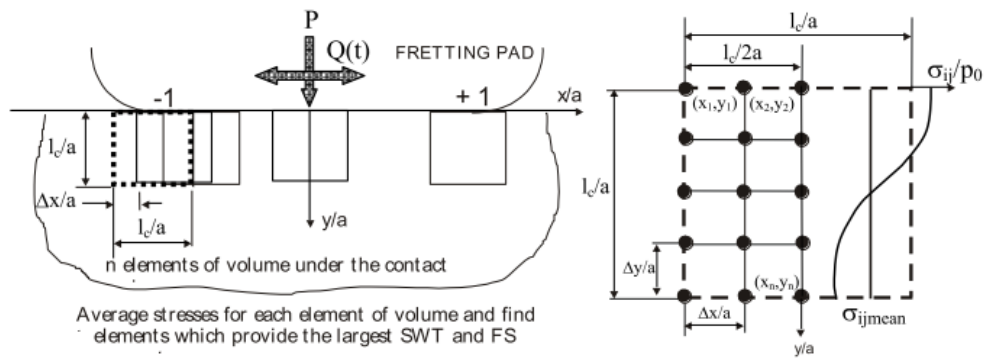 P
Q(t)
FRETTING PAD
-1
+ 1
x/a
l_c/a
Δx/a
l_c/a
y/a
n elements of volume under the contact
Average stresses for each element of volume and find
elements which provide the largest SWT and FS
l_c/a
l_c/2a
σ_ij/p_0
(x_1,y_1)
(x_2,y_2)
l_c/a
Δy/a
(x_n,y_n)
Δx/a
σ_ijmean
y/a